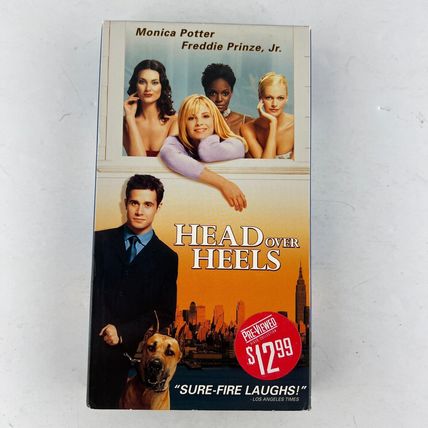 Monica Potter
Freddie Prinze, Jr.
HEAD OVER
HEELS
PRE-VIEWED
$12.99
"SURE-FIRE LAUGHS!"
- LOS ANGELES TIMES